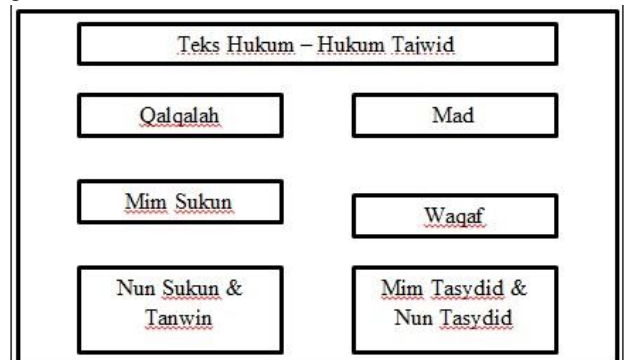 Teks Hukum – Hukum Tajwid
Qalqalah
Mad
Mim Sukun
Waqaf
Nun Sukun &
Tanwin
Mim Tasydid &
Nun Tasydid